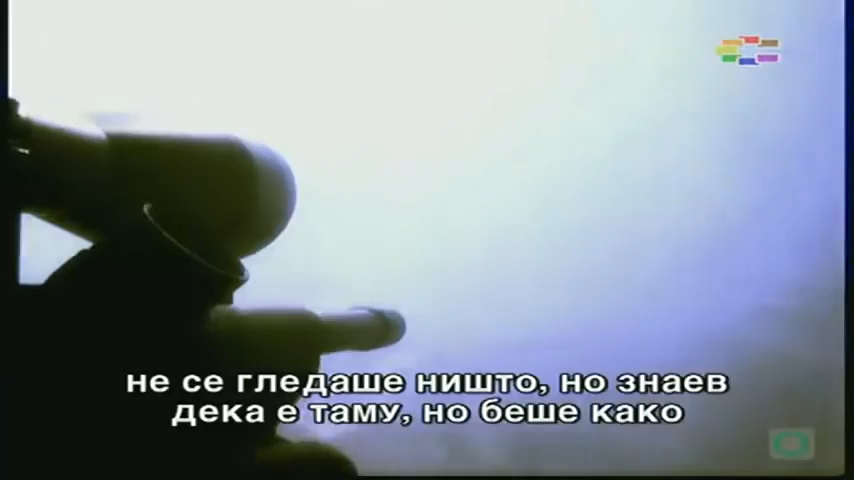 не се гледаше ништо, но знаев
дека е таму, но беше како